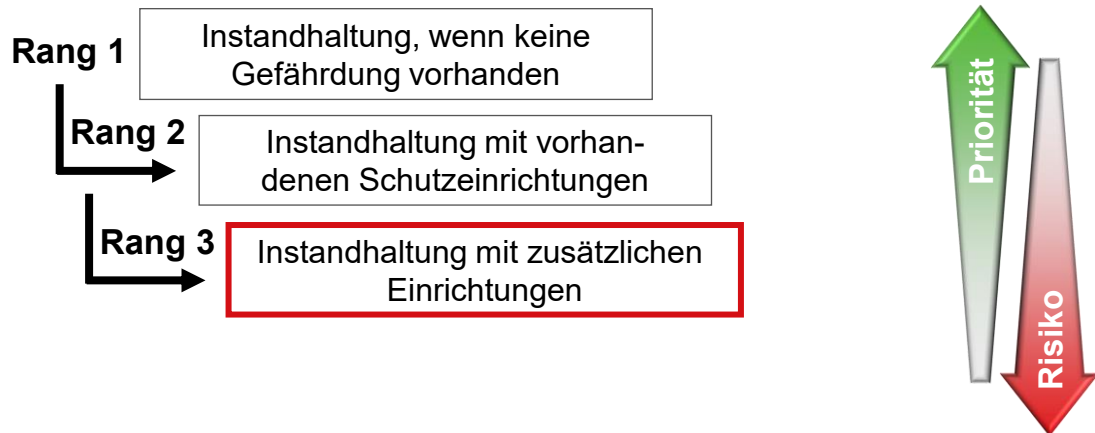 Rang 1
Instandhaltung, wenn keine
Gefährdung vorhanden
Rang 2
Instandhaltung mit vorhan-
denen Schutzeinrichtungen
Rang 3
Instandhaltung mit zusätzlichen
Einrichtungen
Priorität
Risiko